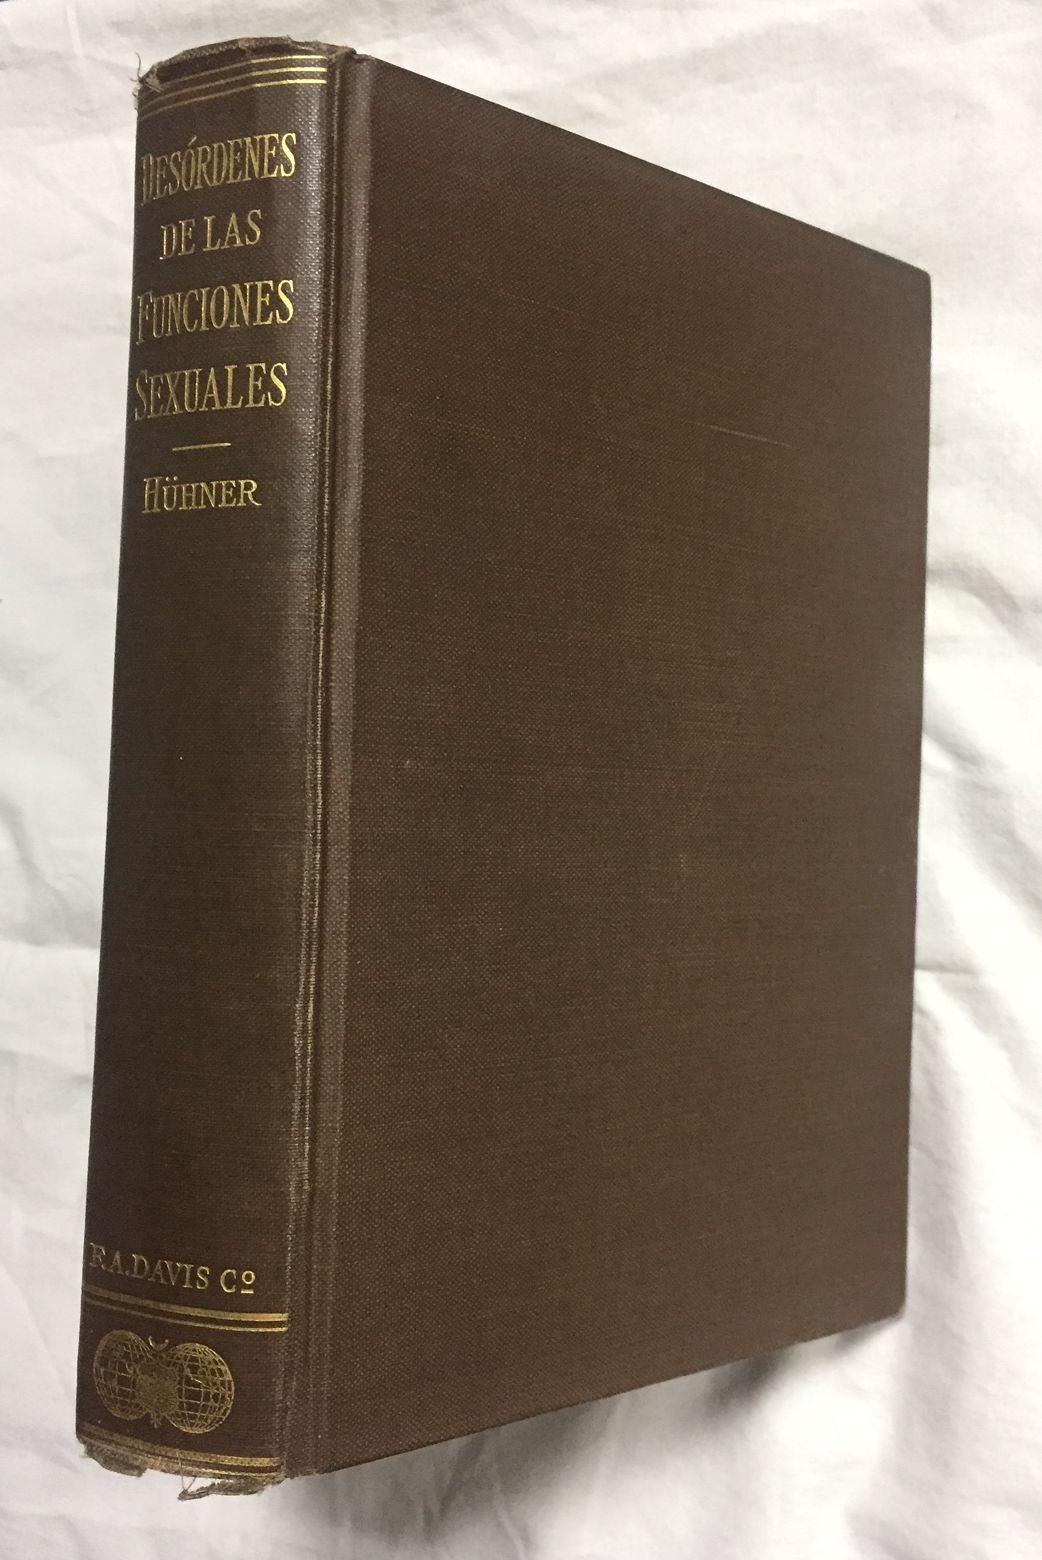 DESÓRDENES
DE LAS
FUNCIONES
SEXUALES
HÜHNER
F.A. DAVIS Cº